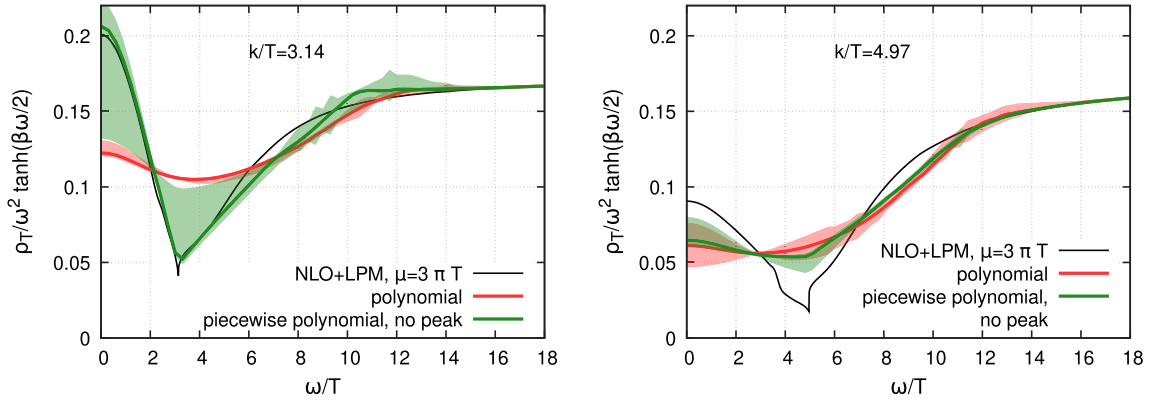 k/T=3.14
ρT/ω² tanh(βω/2)
0.2
0.15
0.1
0.05
0
NLO+LPM, μ=3 π T
polynomial
piecewise polynomial, no peak
0 2 4 6 8 10 12 14 16 18
ω/T
k/T=4.97
ρT/ω² tanh(βω/2)
0.2
0.15
0.1
0.05
0
NLO+LPM, μ=3 π T
polynomial
piecewise polynomial,
no peak
0 2 4 6 8 10 12 14 16 18
ω/T